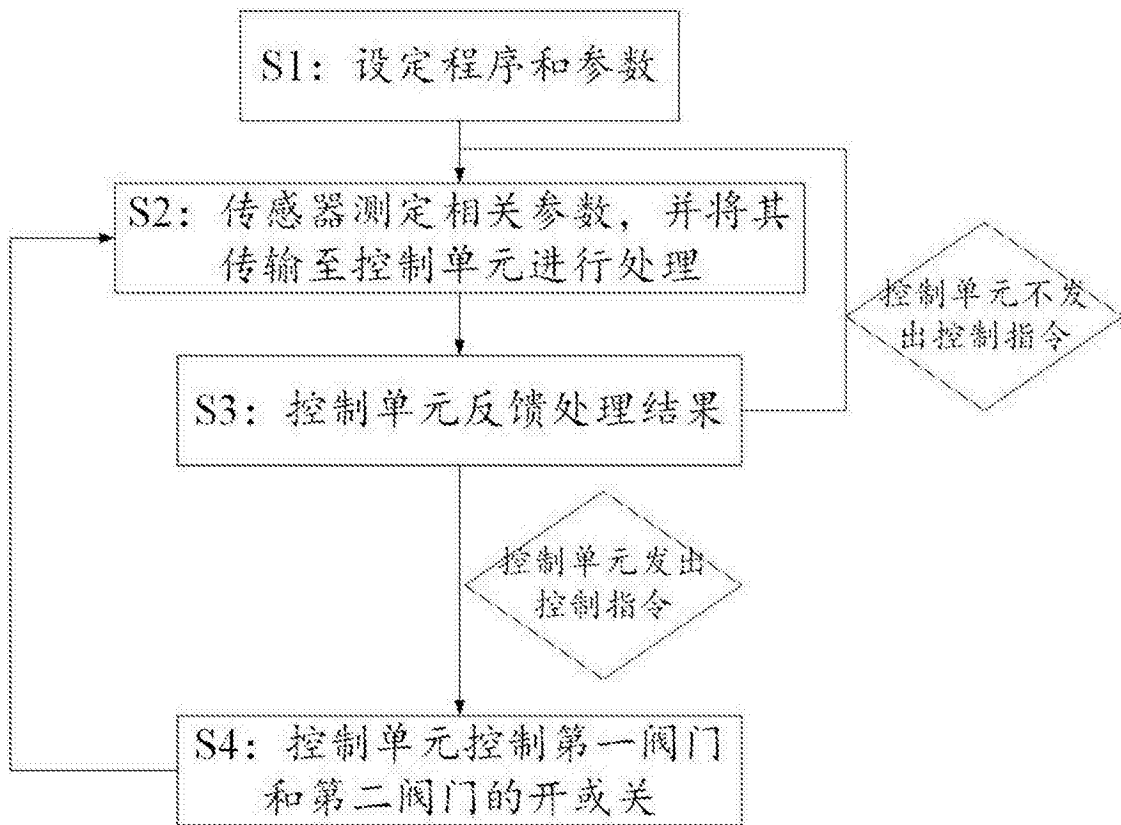 S1：设定程序和参数
S2：传感器测定相关参数，并将其
传输至控制单元进行处理
控制单元不发
出控制指令
S3：控制单元反馈处理结果
控制单元发出
控制指令
S4：控制单元控制第一阀门
和第二阀门的开或关